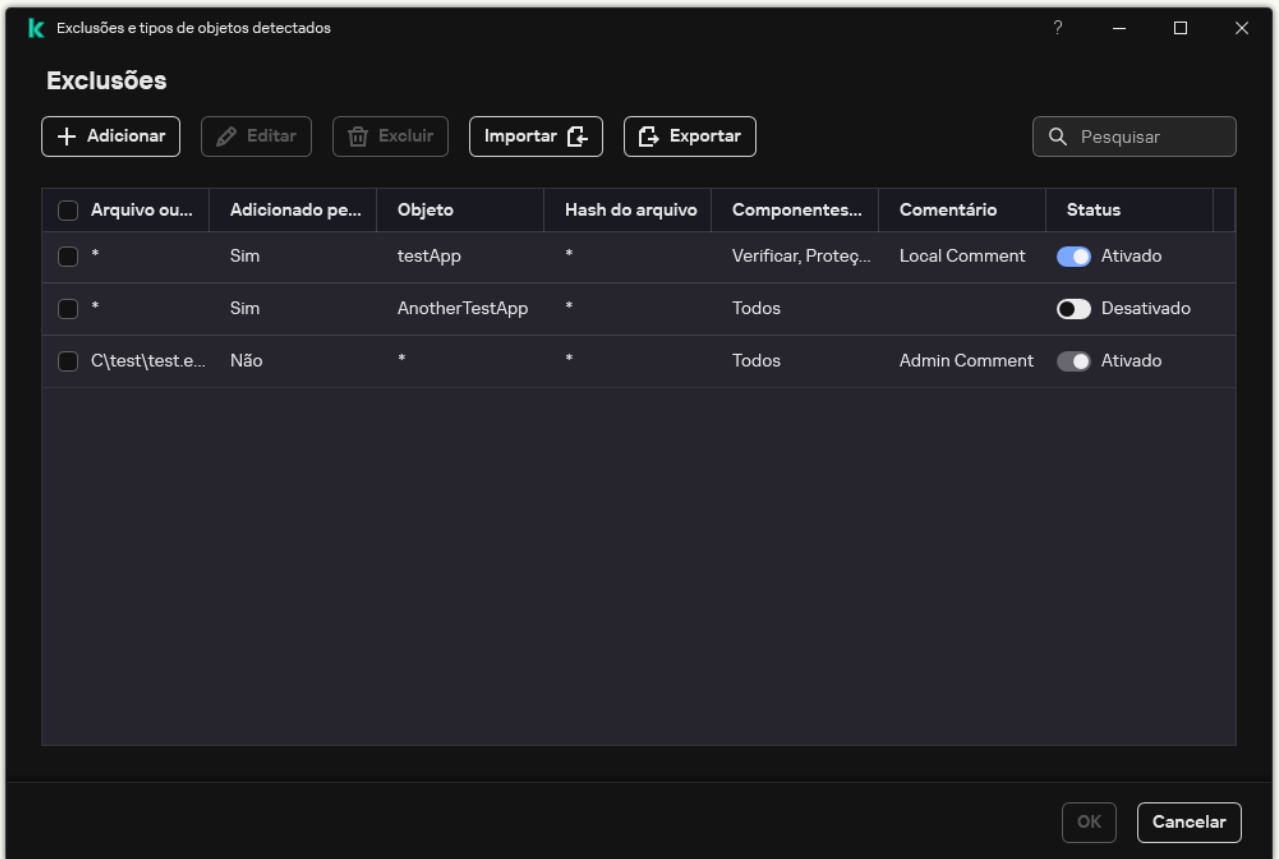 Exclusões e tipos de objetos detectados ?
Exclusões
Adicionar Editar Excluir Importar Exportar Pesquisar
Arquivo ou... Adicionado pe... Objeto Hash do arquivo Componentes... Comentário Status
* Sim testApp * Verificar, Proteç... Local Comment Ativado
* Sim AnotherTestApp * Todos Desativado
C\test\test.e... Não * * Todos Admin Comment Ativado
OK Cancelar